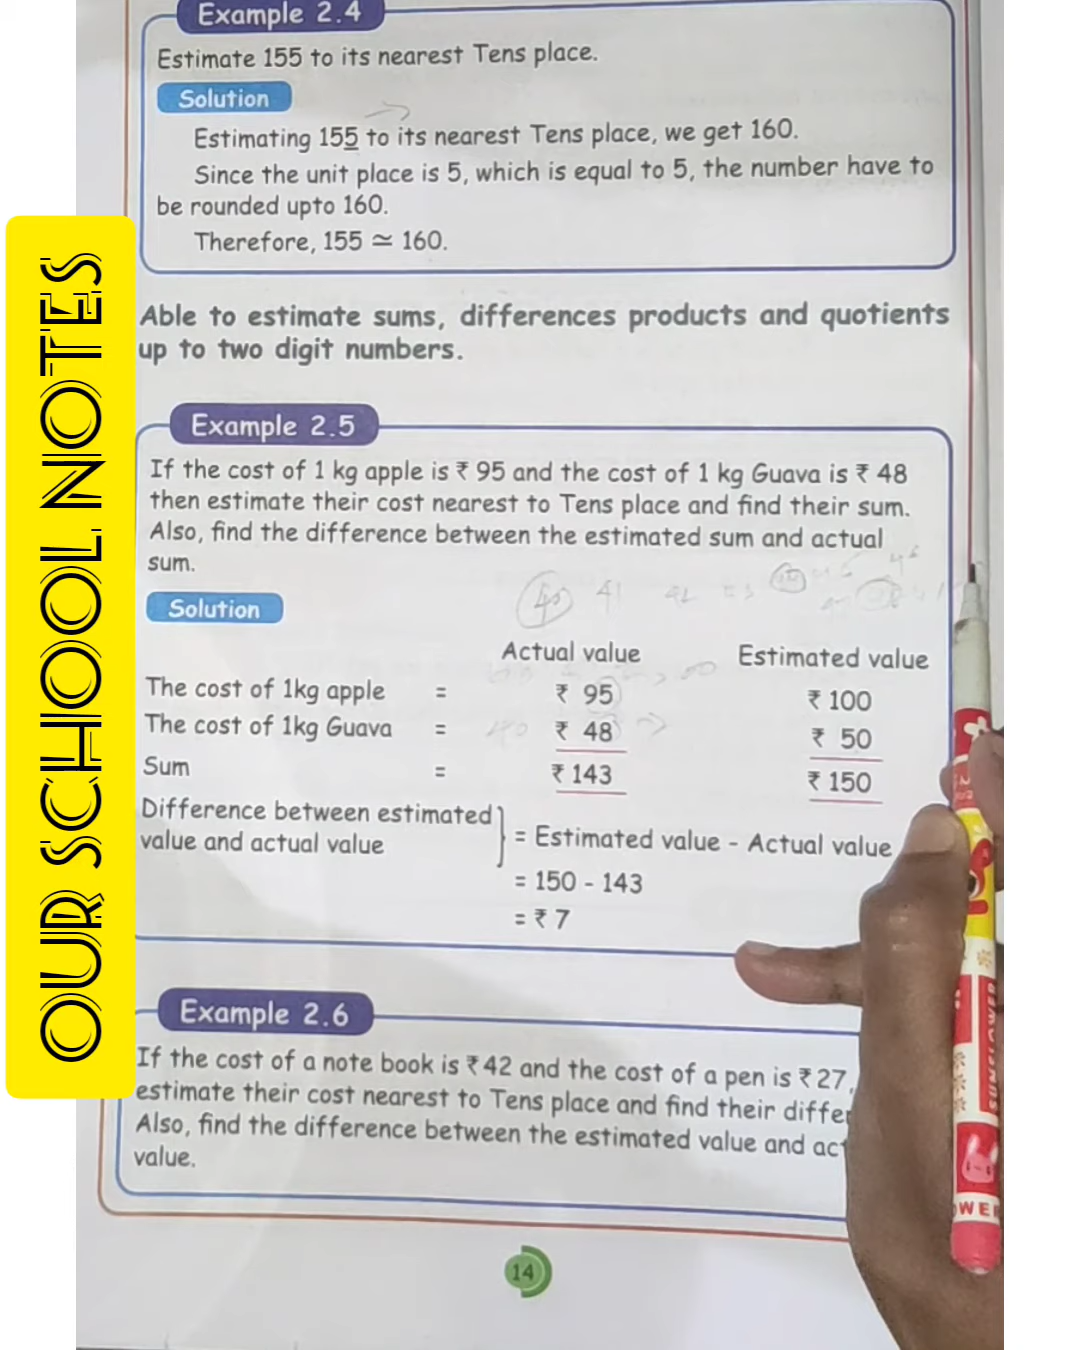 OUR SCHOOL NOTES
Example 2.4
Estimate 155 to its nearest Tens place.
Solution
Estimating 155 to its nearest Tens place, we get 160.
Since the unit place is 5, which is equal to 5, the number have to
be rounded upto 160.
Therefore, 155 ≃ 160.
Able to estimate sums, differences products and quotients
up to two digit numbers.
Example 2.5
If the cost of 1 kg apple is ₹ 95 and the cost of 1 kg Guava is ₹ 48
then estimate their cost nearest to Tens place and find their sum.
Also, find the difference between the estimated sum and actual
sum.
Solution
40 41 42
Actual value Estimated value
The cost of 1kg apple = ₹ 95 ₹ 100
The cost of 1kg Guava = ₹ 48 ₹ 50
Sum = ₹ 143 ₹ 150
Difference between estimated
value and actual value } = Estimated value - Actual value
= 150 - 143
= ₹ 7
Example 2.6
If the cost of a note book is ₹ 42 and the cost of a pen is ₹ 27,
estimate their cost nearest to Tens place and find their
Also, find the difference between the estimated value and
value.
14